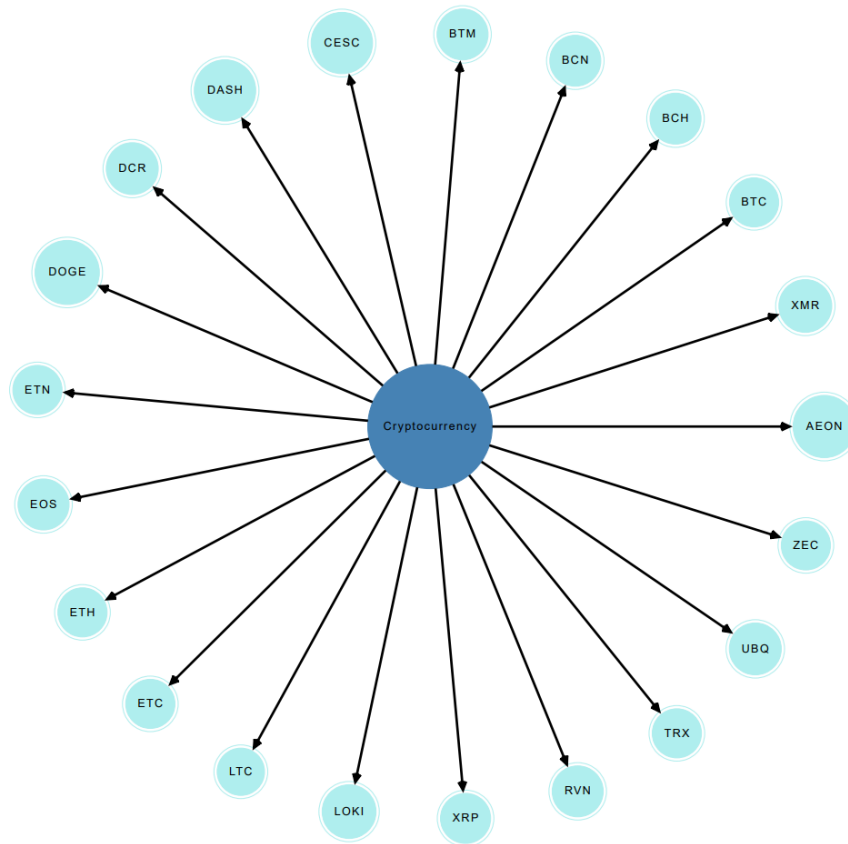 BTM
CESC
BCN
DASH
BCH
DCR
BTC
DOGE
XMR
ETN
Cryptocurrency
AEON
EOS
ZEC
ETH
UBQ
ETC
TRX
LTC
RVN
LOKI
XRP